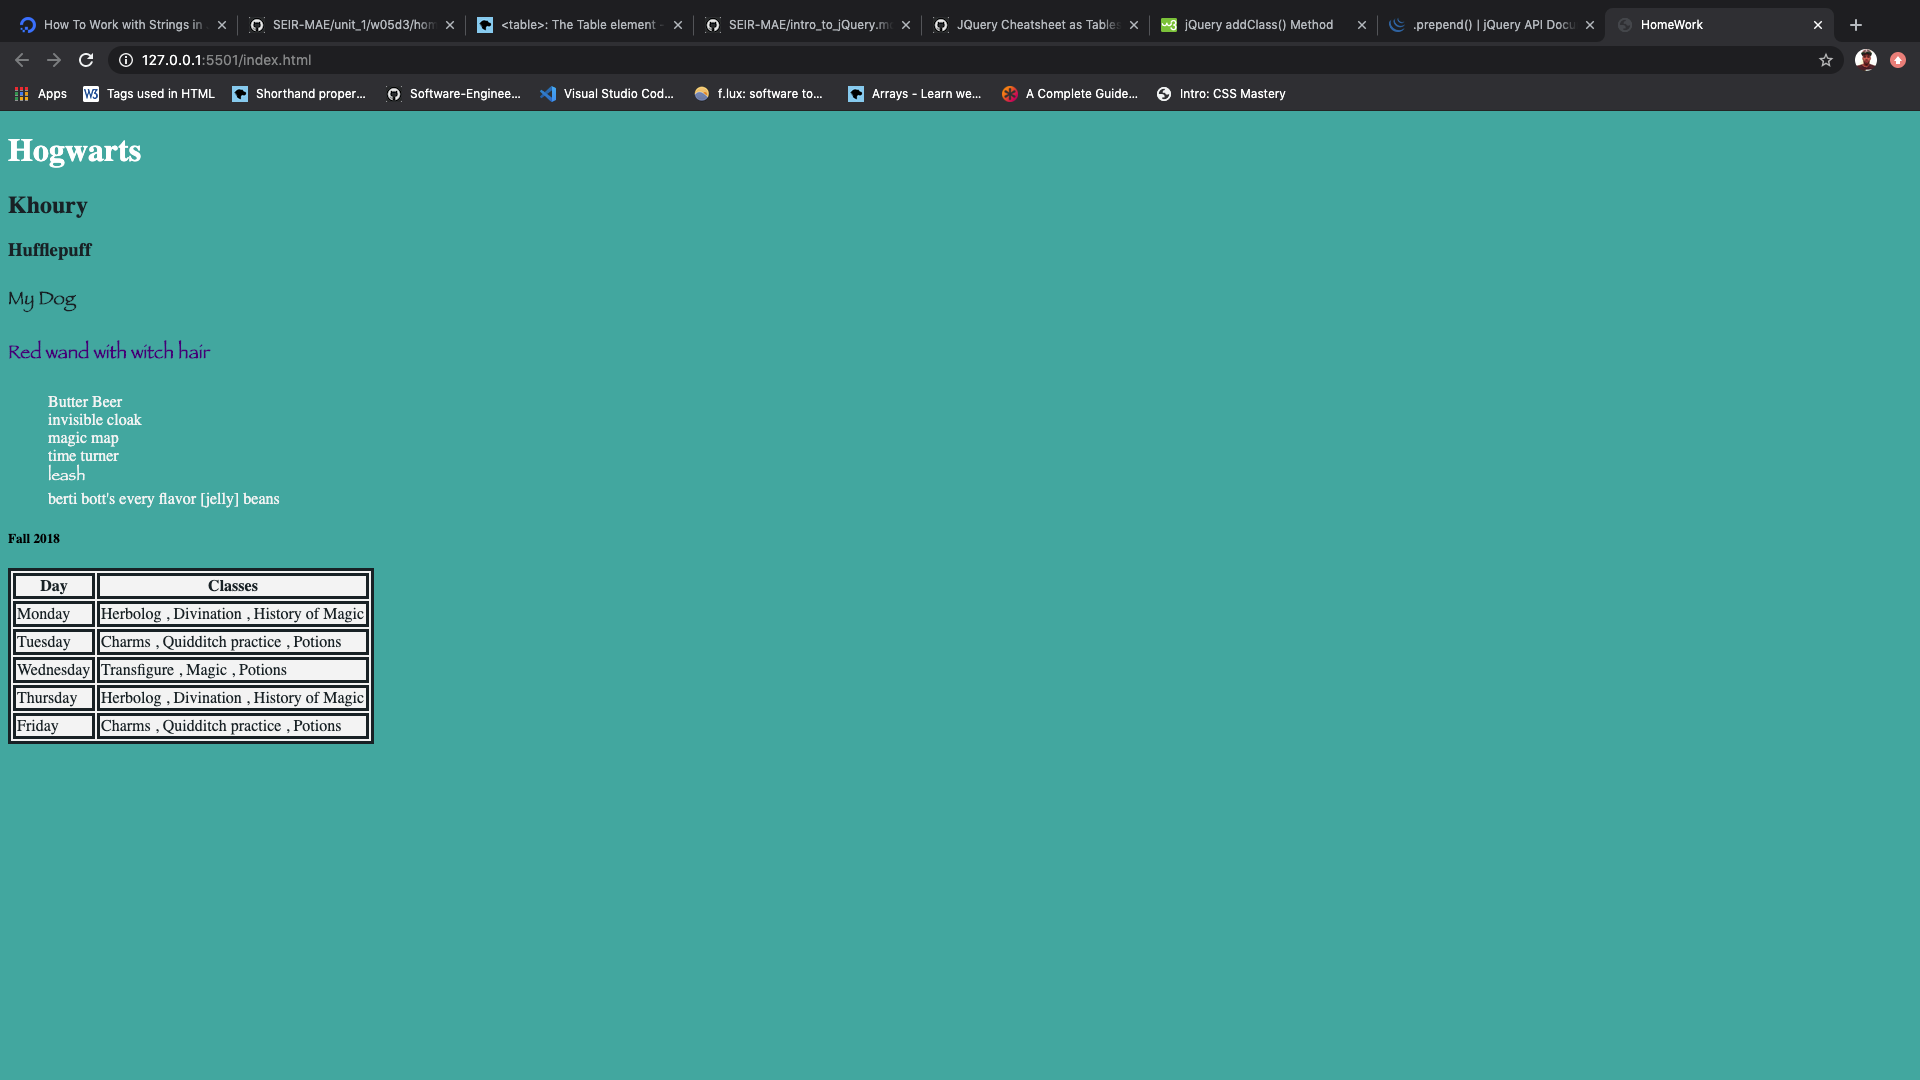 How To Work with Strings in
SEIR-MAE/unit_1/w05d3/hom
<table>: The Table element -
SEIR-MAE/intro_to_jQuery.md
JQuery Cheatsheet as Tables
jQuery addClass() Method
.prepend() | jQuery API Docu
HomeWork
127.0.0.1:5501/index.html
Apps
Tags used in HTML
Shorthand proper...
Software-Enginee...
Visual Studio Cod...
f.lux: software to...
Arrays - Learn we...
A Complete Guide...
Intro: CSS Mastery
Hogwarts
Khoury
Hufflepuff
My Dog
Red wand with witch hair
Butter Beer
invisible cloak
magic map
time turner
leash
berti bott's every flavor [jelly] beans
Fall 2018
Day Classes
Monday Herbolog , Divination , History of Magic
Tuesday Charms , Quidditch practice , Potions
Wednesday Transfigure , Magic , Potions
Thursday Herbolog , Divination , History of Magic
Friday Charms , Quidditch practice , Potions